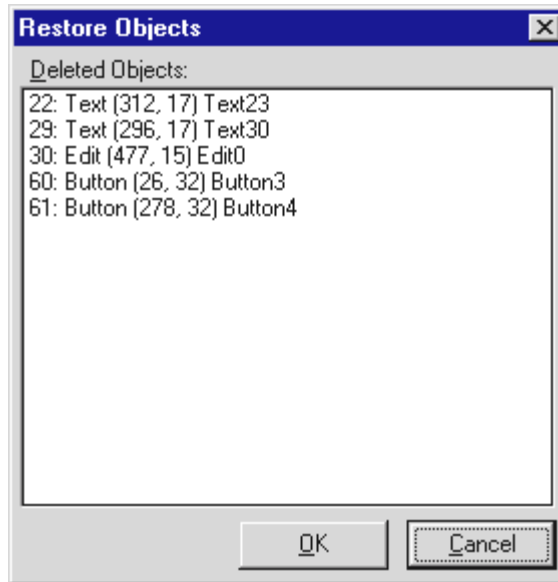 Restore Objects
Deleted Objects:
22: Text (312, 17) Text23
29: Text (296, 17) Text30
30: Edit (477, 15) Edit0
60: Button (26, 32) Button3
61: Button (278, 32) Button4
OK
Cancel